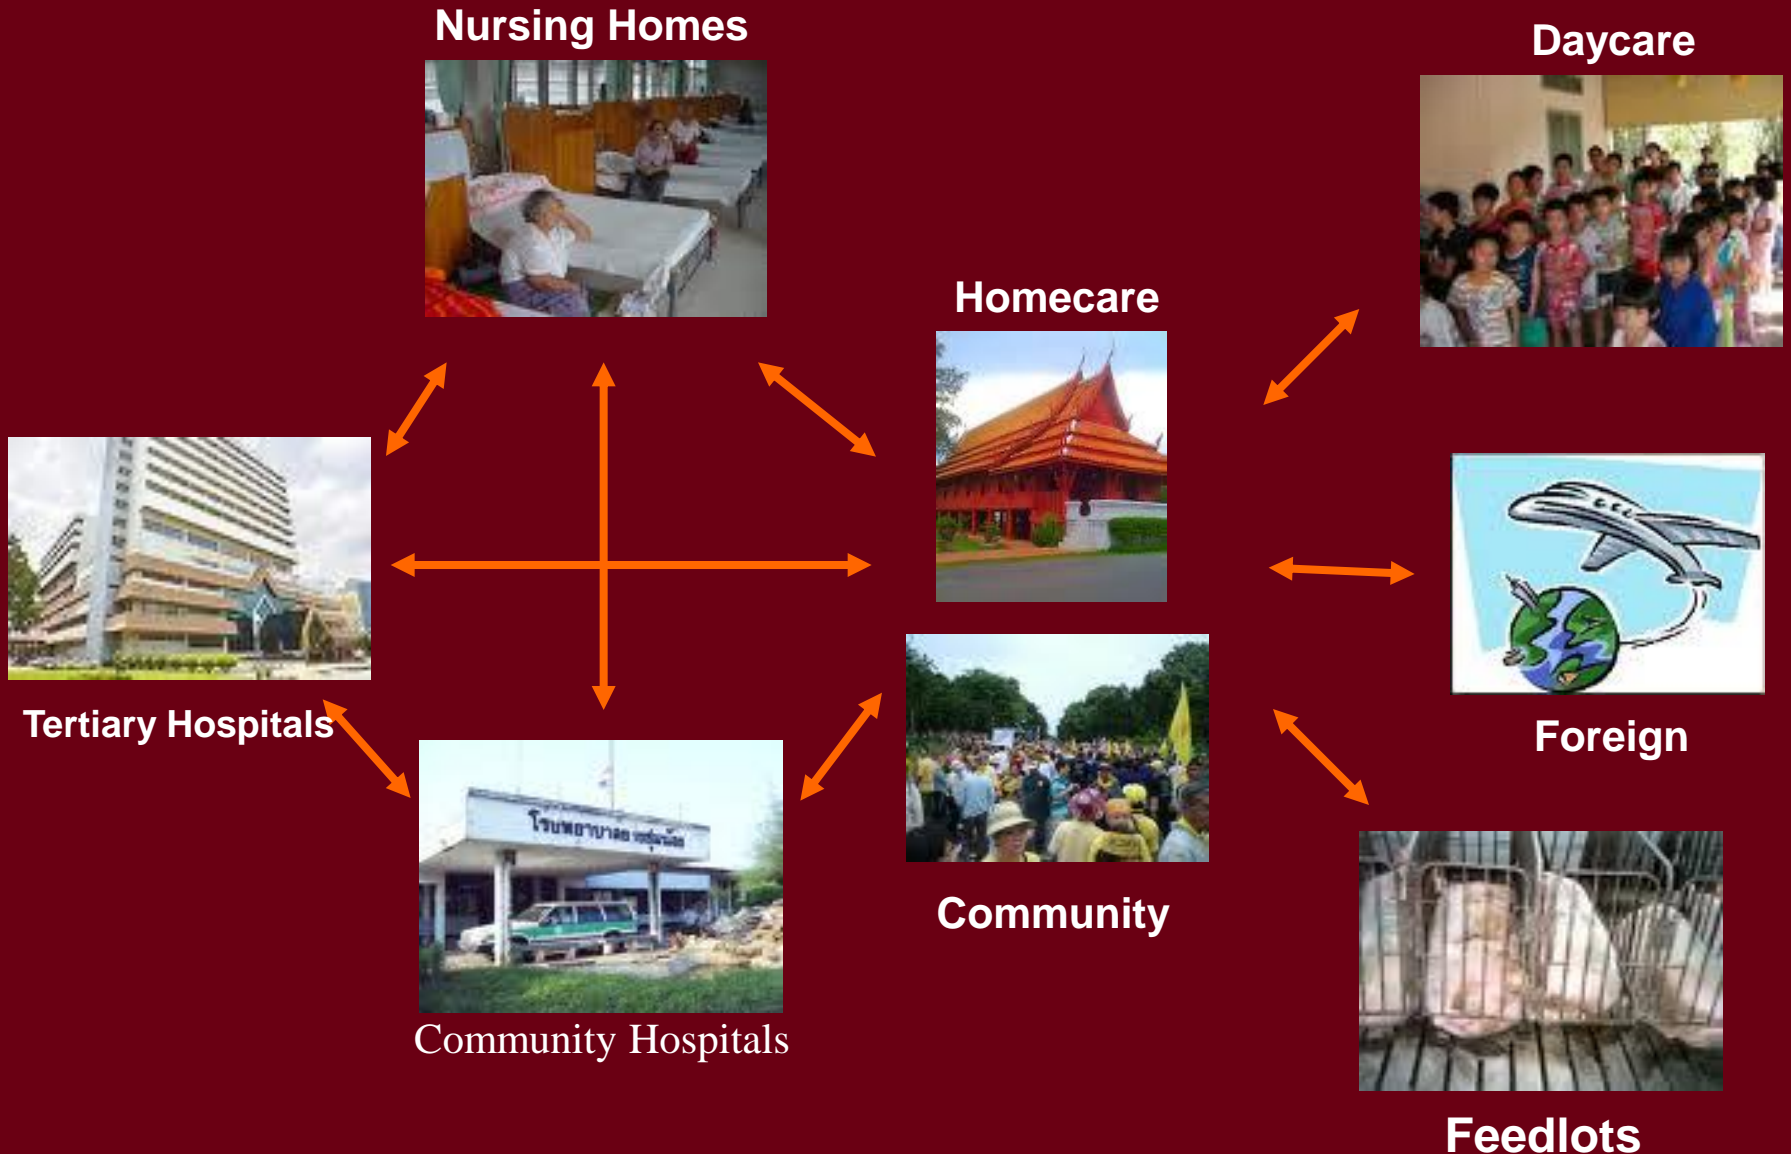 Nursing Homes
Daycare
Homecare
Tertiary Hospitals
Foreign
Community
Community Hospitals
Feedlots